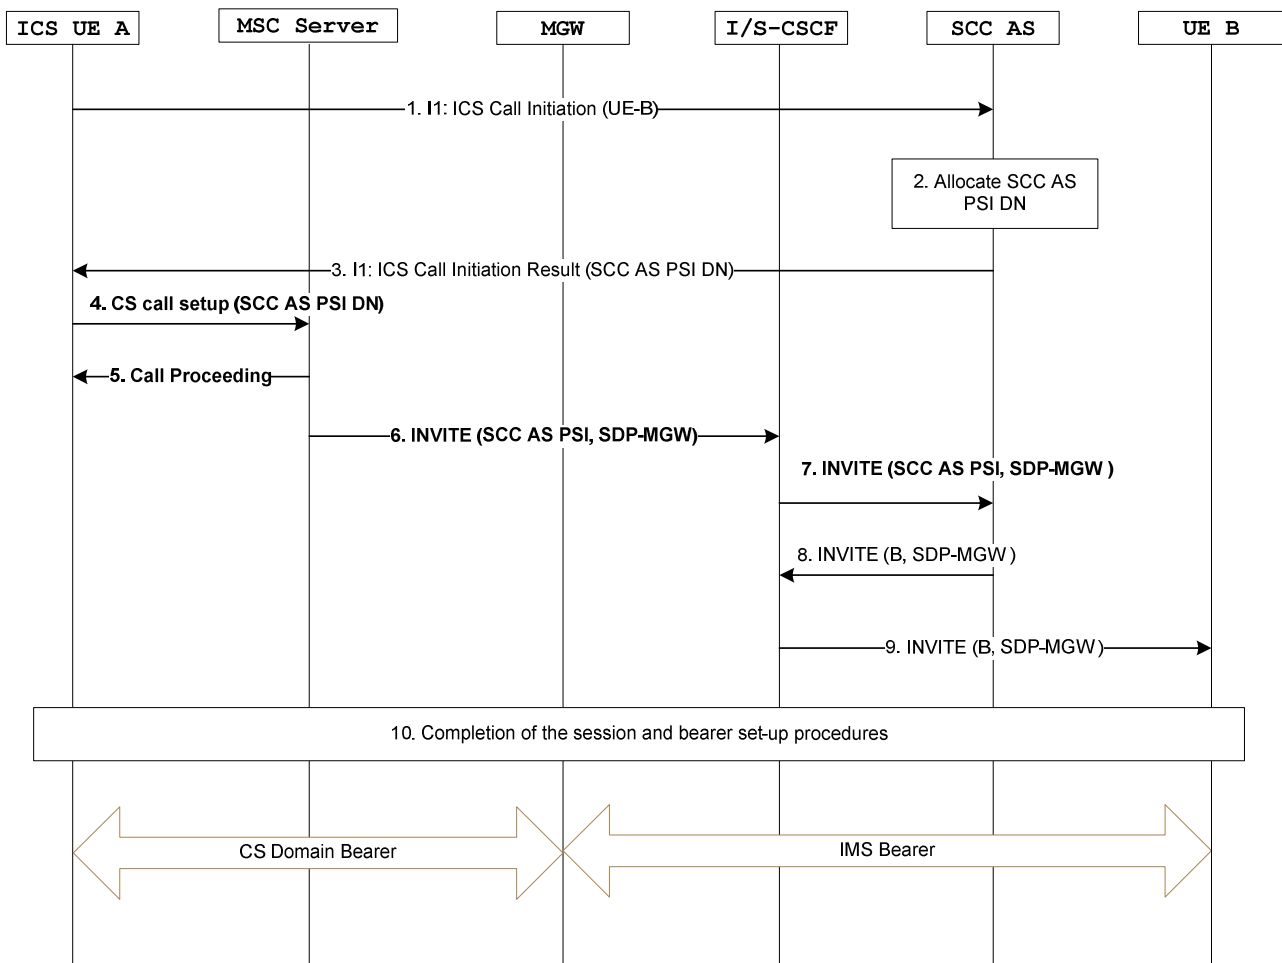 ICS UE A
MSC Server
MGW
I/S-CSCF
SCC AS
UE B
1. I1: ICS Call Initiation (UE-B)
2. Allocate SCC AS
PSI DN
3. I1: ICS Call Initiation Result (SCC AS PSI DN)
4. CS call setup (SCC AS PSI DN)
5. Call Proceeding
6. INVITE (SCC AS PSI, SDP-MGW)
7. INVITE (SCC AS PSI, SDP-MGW )
8. INVITE (B, SDP-MGW )
9. INVITE (B, SDP-MGW )
10. Completion of the session and bearer set-up procedures
CS Domain Bearer
IMS Bearer